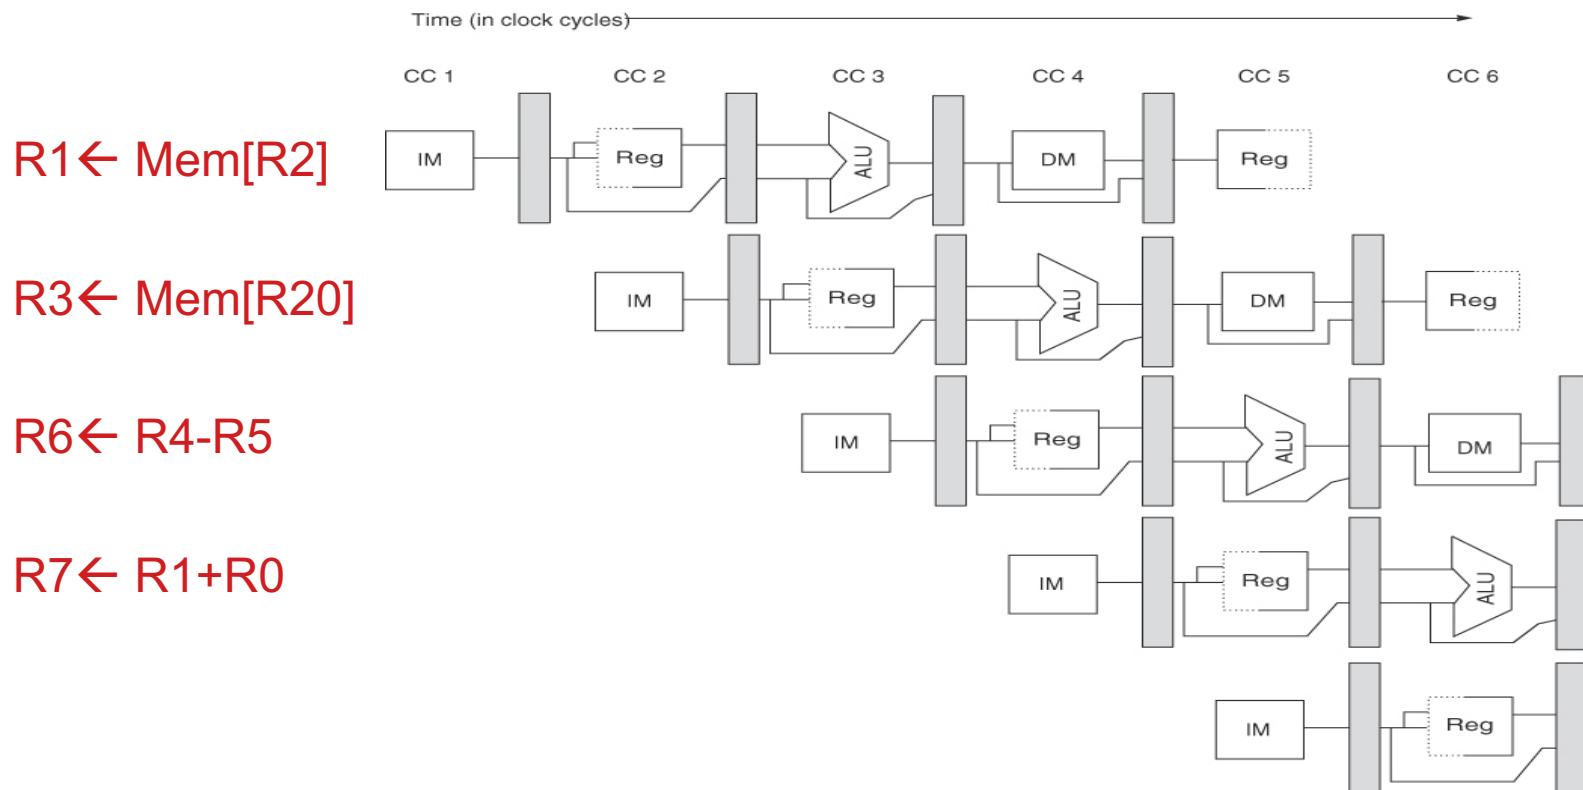 Time (in clock cycles)
CC 1 CC 2 CC 3 CC 4 CC 5 CC 6
R1← Mem[R2] IM Reg ALU DM Reg
R3← Mem[R20] IM Reg ALU DM Reg
R6← R4-R5 IM Reg ALU DM
R7← R1+R0 IM Reg ALU
IM Reg